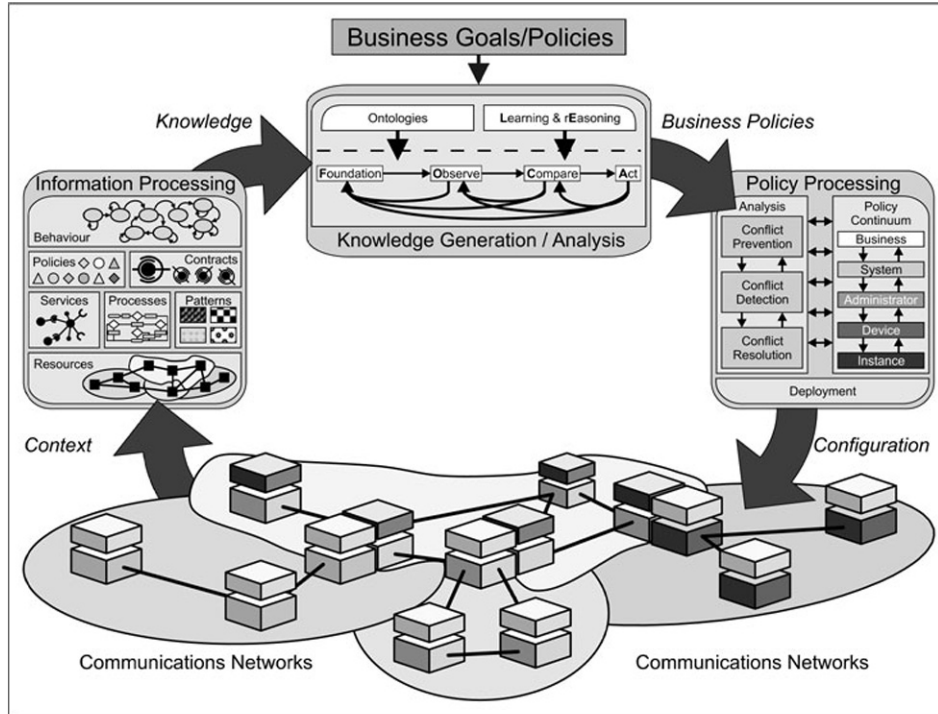 Business Goals/Policies
Knowledge
Ontologies
Learning & rEasoning
Business Policies
Foundation
Observe
Compare
Act
Knowledge Generation / Analysis
Information Processing
Behaviour
Policies
Contracts
Services
Processes
Patterns
Resources
Policy Processing
Analysis
Policy
Continuum
Conflict
Prevention
Business
System
Conflict
Detection
Administrator
Device
Conflict
Resolution
Instance
Deployment
Context
Configuration
Communications Networks
Communications Networks